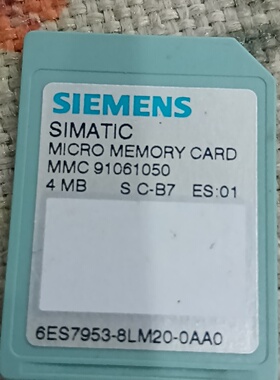 SIEMENS
SIMATIC
MICRO MEMORY CARD
MMC 91061050
4 MB S C-B7 ES:01
6ES7953-8LM20-0AA0